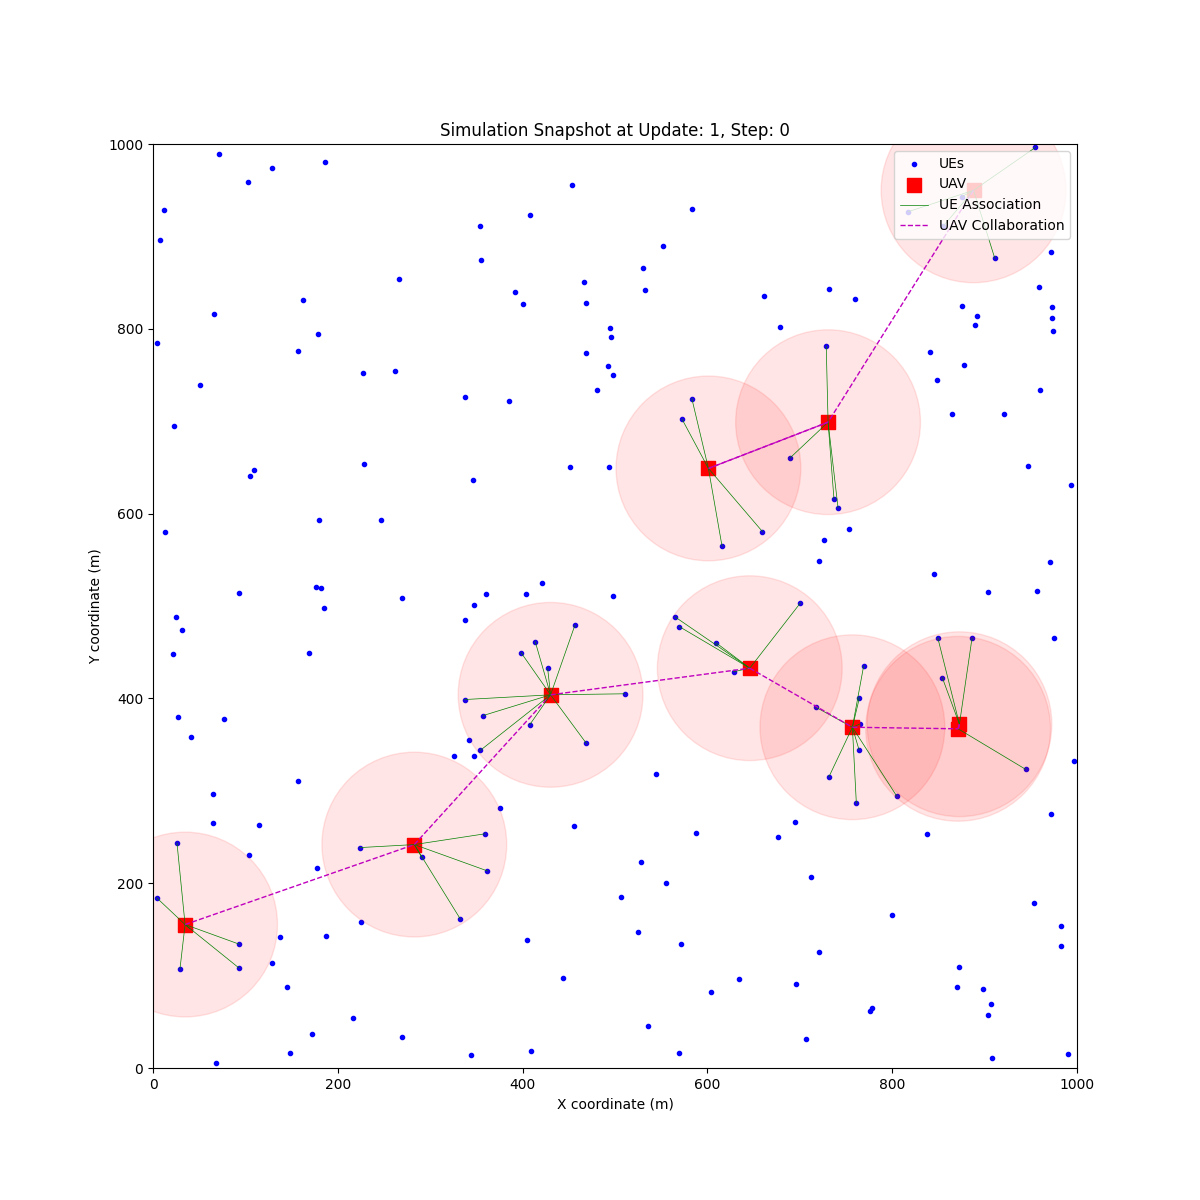 Simulation Snapshot at Update: 1, Step: 0
1000
800
600
400
200
0
Y coordinate (m)
UEs
UAV
UE Association
UAV Collaboration
0 200 400 600 800 1000
X coordinate (m)